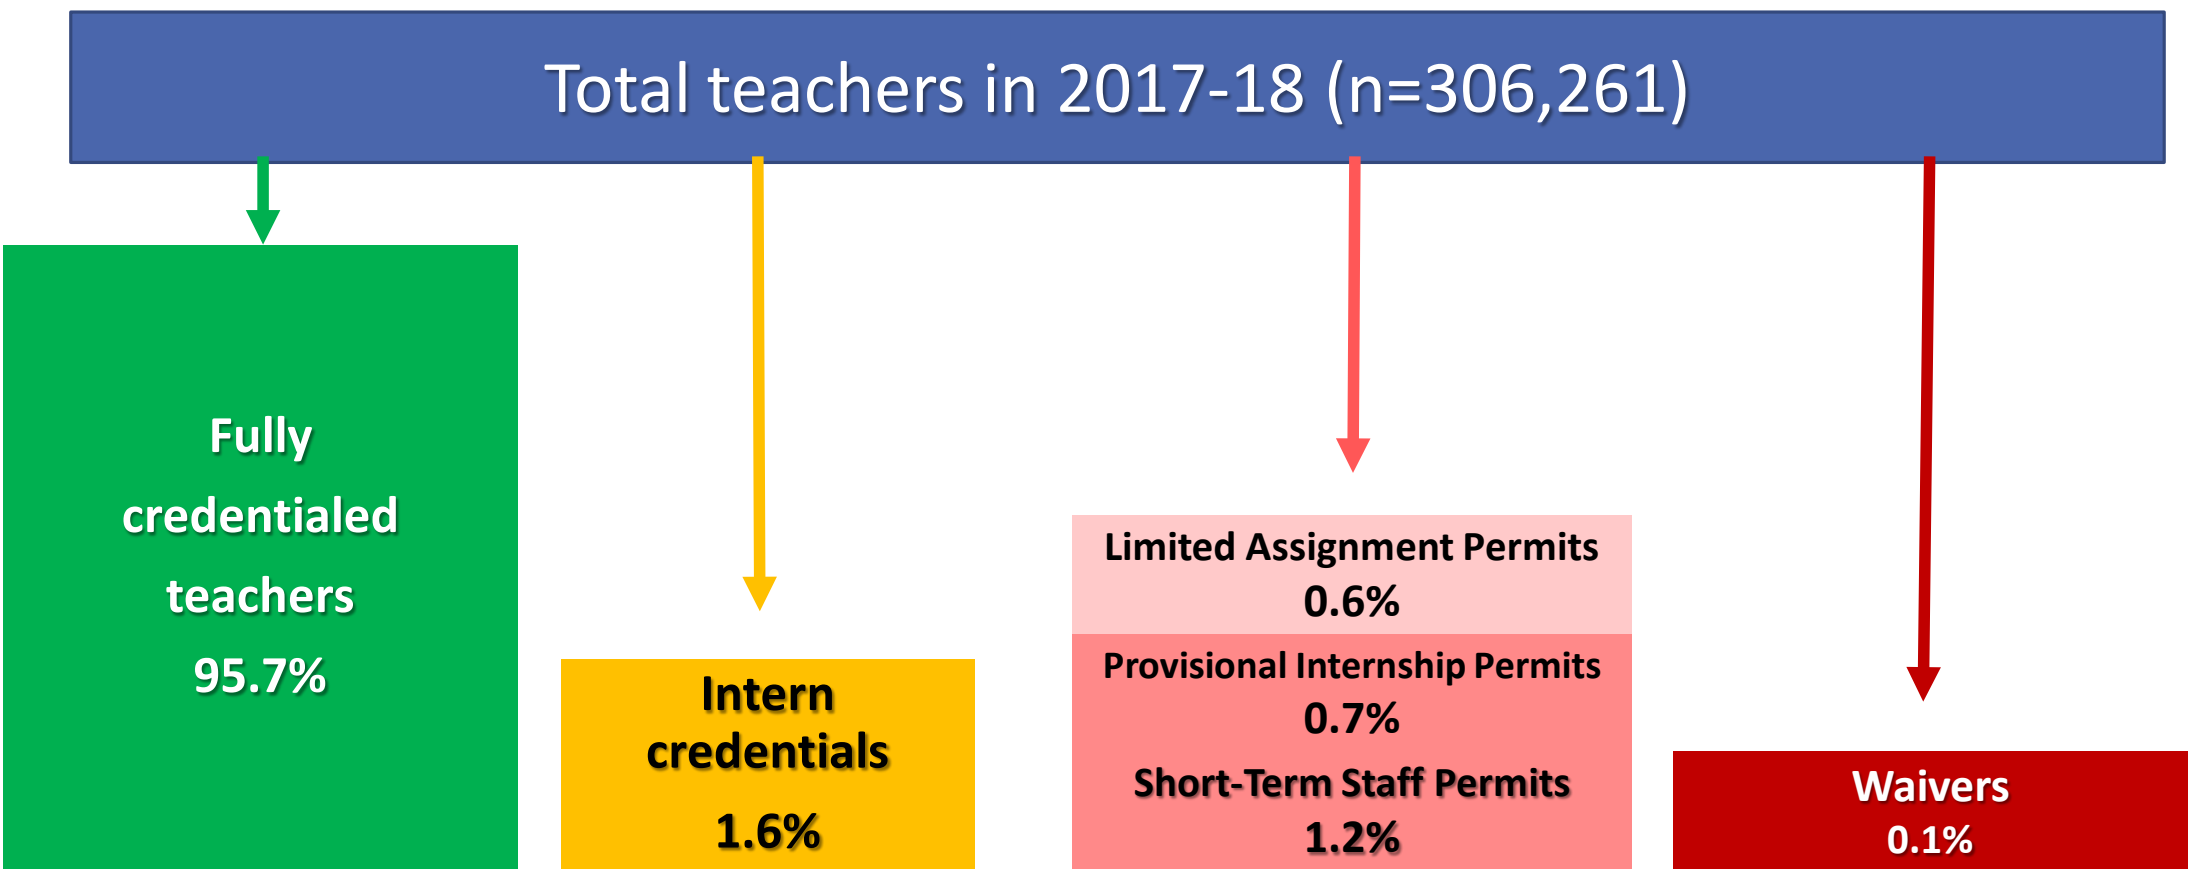 Total teachers in 2017-18 (n=306,261)
Fully
credentialed
teachers
95.7%
Intern
credentials
1.6%
Limited Assignment Permits
0.6%
Provisional Internship Permits
0.7%
Short-Term Staff Permits
1.2%
Waivers
0.1%